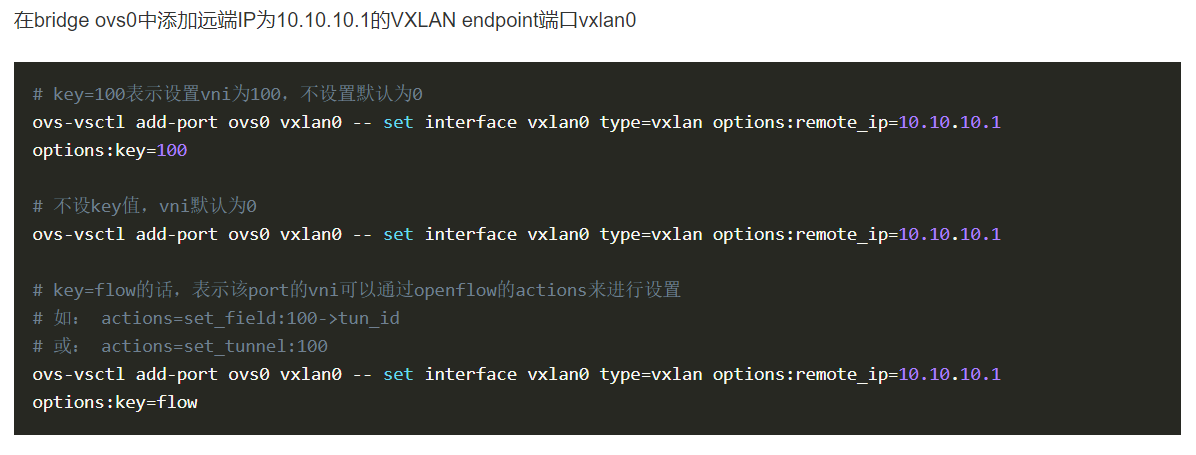 在bridge ovs0中添加远端IP为10.10.10.1的VXLAN endpoint端口vxlan0
# key=100表示设置vni为100，不设置默认为0
ovs-vsctl add-port ovs0 vxlan0 -- set interface vxlan0 type=vxlan options:remote_ip=10.10.10.1
options:key=100
# 不设key值，vni默认为0
ovs-vsctl add-port ovs0 vxlan0 -- set interface vxlan0 type=vxlan options:remote_ip=10.10.10.1
# key=flow的话，表示该port的vni可以通过openflow的actions来进行设置
# 如： actions=set_field:100->tun_id
# 或： actions=set_tunnel:100
ovs-vsctl add-port ovs0 vxlan0 -- set interface vxlan0 type=vxlan options:remote_ip=10.10.10.1
options:key=flow